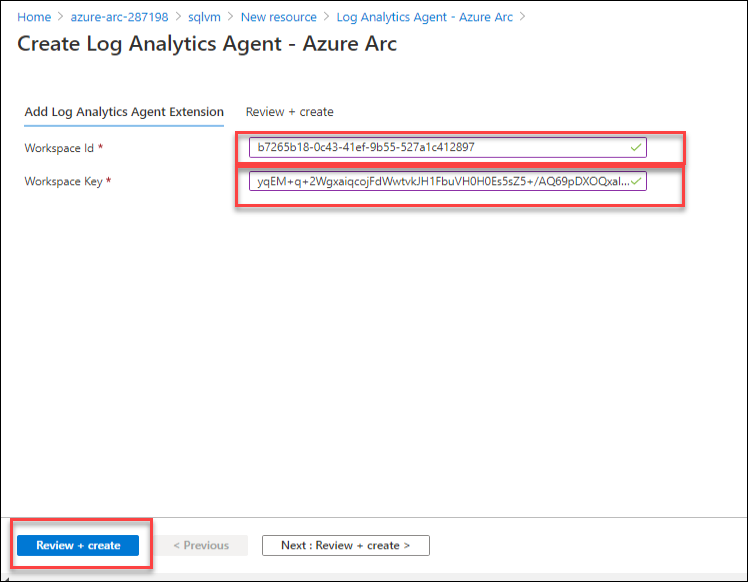 Home > azure-arc-287198 > sqlvm > New resource > Log Analytics Agent - Azure Arc >
Create Log Analytics Agent - Azure Arc
Add Log Analytics Agent Extension Review + create
Workspace Id * b7265b18-0c43-41ef-9b55-527a1c412897
Workspace Key * yqEM+q+2WgxaiqcojFdWwtvkJH1FbuVH0H0Es5sZ5+/AQ69pDXOQxal...
Review + create < Previous Next : Review + create >